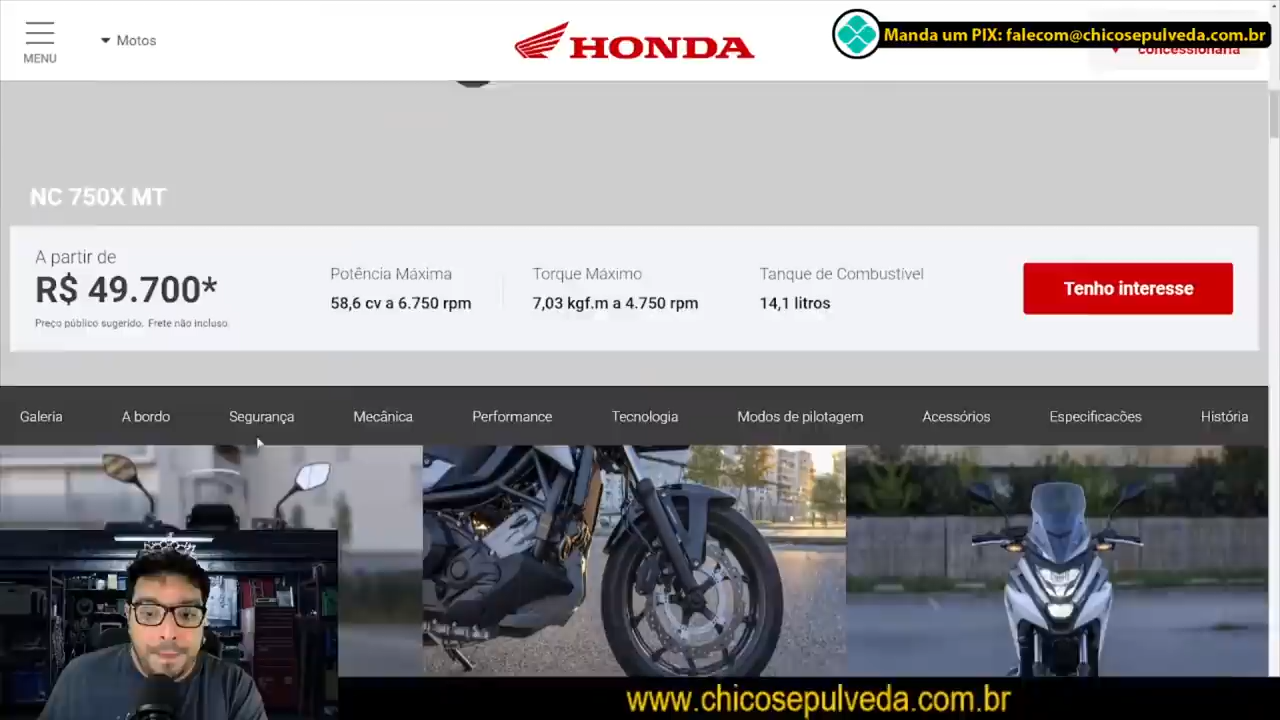 MENU
Motos
HONDA
Manda um PIX: falecom@chicosepulveda.com.br
concessionária
NC 750X MT
A partir de
R$ 49.700*
Preço público sugerido. Frete não incluso.
Potência Máxima
58,6 cv a 6.750 rpm
Torque Máximo
7,03 kgf.m a 4.750 rpm
Tanque de Combustível
14,1 litros
Tenho interesse
Galeria
A bordo
Segurança
Mecânica
Performance
Tecnologia
Modos de pilotagem
Acessórios
Especificacões
História
www.chicosepulveda.com.br